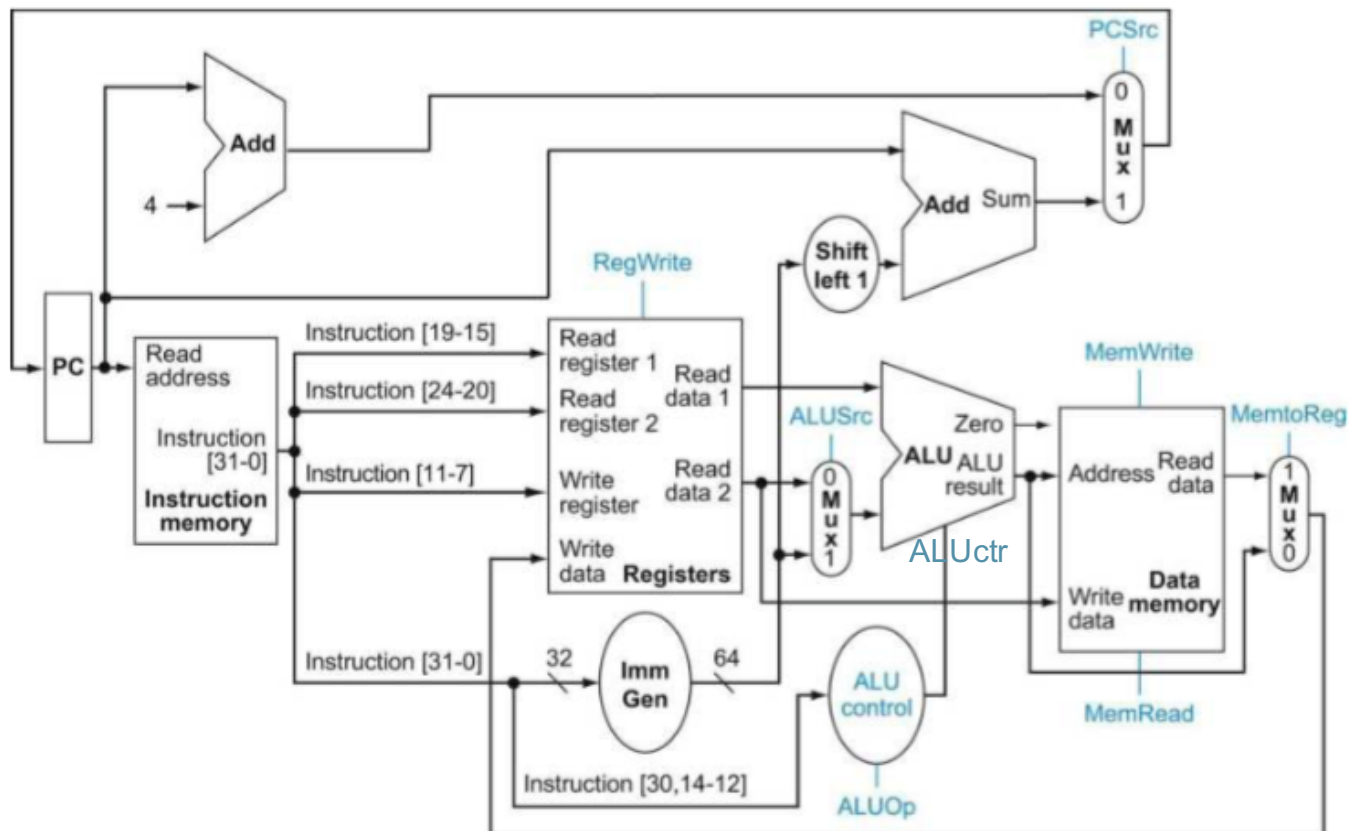 PCSrc
0
M
u
x
1
Add
4
Add Sum
Shift
left 1
RegWrite
PC
Read
address
Instruction
[31-0]
Instruction
memory
Instruction [19-15]
Instruction [24-20]
Instruction [11-7]
Instruction [31-0]
Read
register 1
Read
register 2
Write
register
Write
data
Read
data 1
Read
data 2
Registers
ALUSrc
0
M
u
x
1
Zero
ALU ALU
result
ALUctr
MemWrite
Address
Read
data
Write
data
Data
memory
MemRead
MemtoReg
1
M
u
x
0
32
Imm
Gen
64
ALU
control
Instruction [30,14-12]
ALUOp